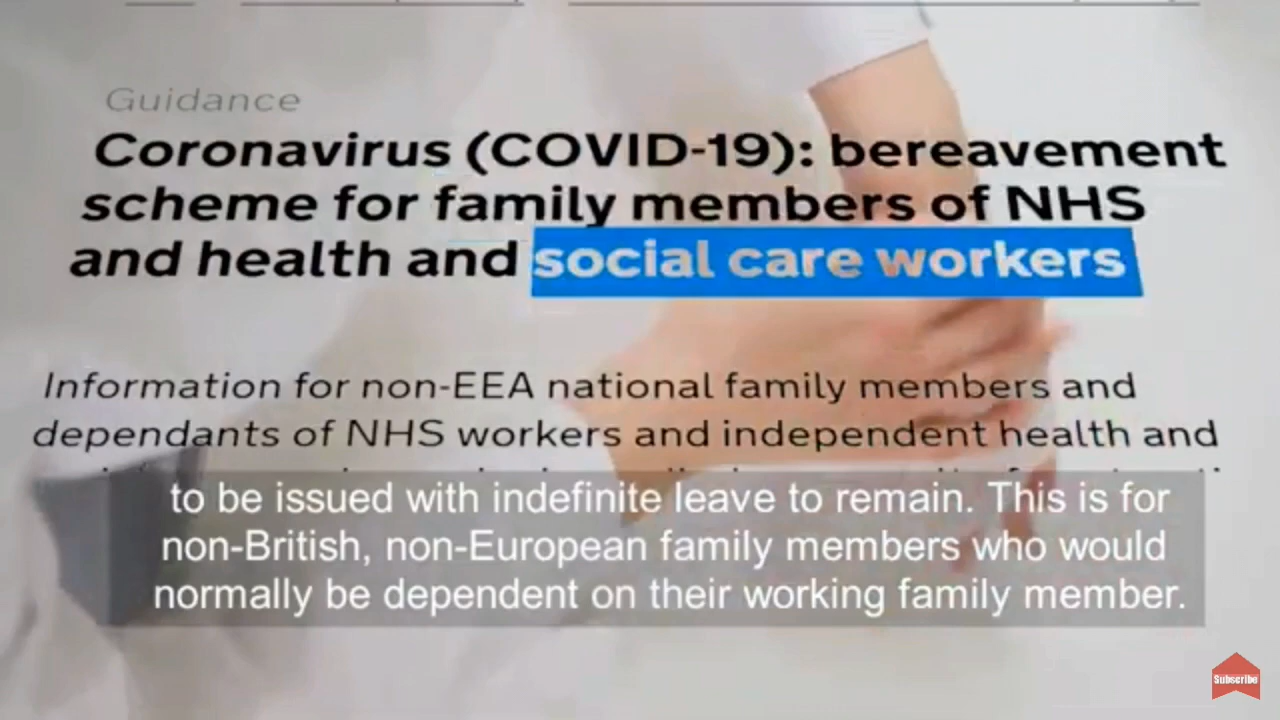 Guidance
Coronavirus (COVID-19): bereavement
scheme for family members of NHS
and health and social care workers
Information for non-EEA national family members and
dependants of NHS workers and independent health and
to be issued with indefinite leave to remain. This is for
non-British, non-European family members who would
normally be dependent on their working family member.
Subscribe